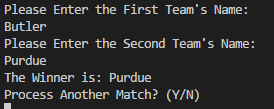 Please Enter the First Team's Name:
Butler
Please Enter the Second Team's Name:
Purdue
The Winner is: Purdue
Process Another Match? (Y/N)